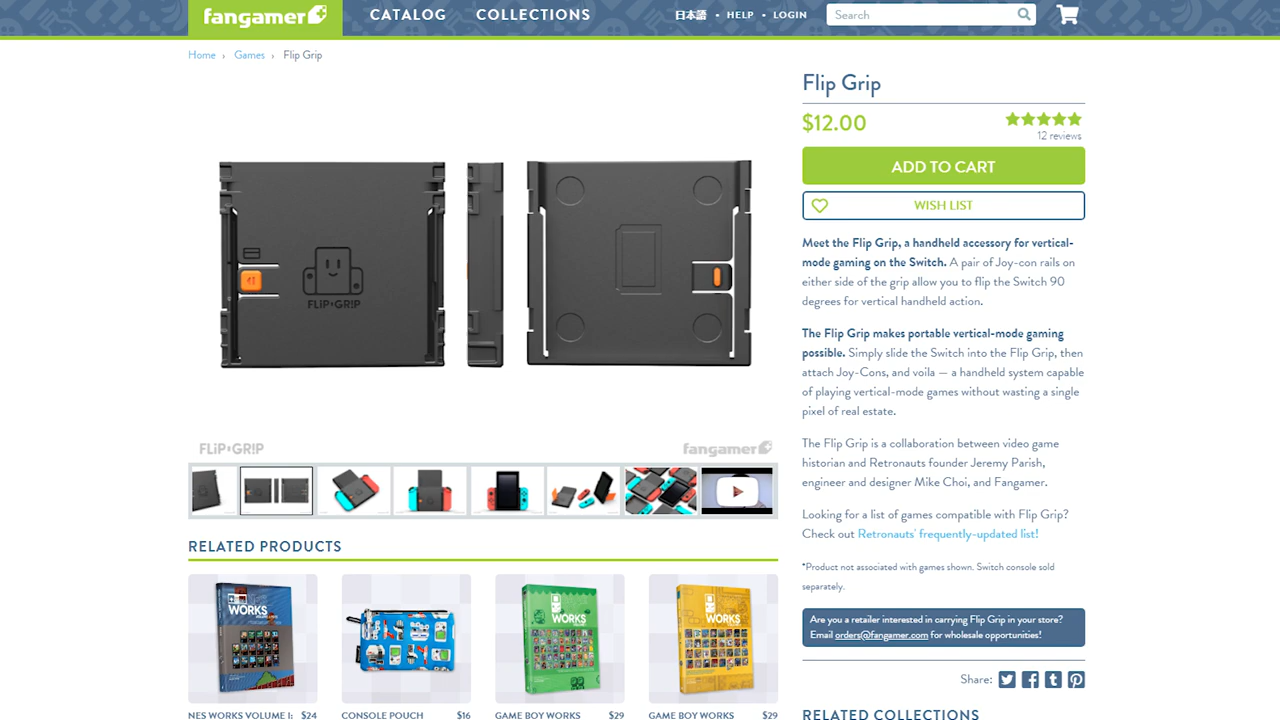 fangamer
CATALOG
COLLECTIONS
日本語 • HELP • LOGIN
Search
Home › Games › Flip Grip
FLiP·GRiP
FLiP·GRiP
fangamer
Flip Grip
$12.00
12 reviews
ADD TO CART
WISH LIST
Meet the Flip Grip, a handheld accessory for vertical-
mode gaming on the Switch. A pair of Joy-con rails on
either side of the grip allow you to flip the Switch 90
degrees for vertical handheld action.
The Flip Grip makes portable vertical-mode gaming
possible. Simply slide the Switch into the Flip Grip, then
attach Joy-Cons, and voila — a handheld system capable
of playing vertical-mode games without wasting a single
pixel of real estate.
The Flip Grip is a collaboration between video game
historian and Retronauts founder Jeremy Parish,
engineer and designer Mike Choi, and Fangamer.
Looking for a list of games compatible with Flip Grip?
Check out Retronauts' frequently-updated list!
*Product not associated with games shown. Switch console sold
separately.
Are you a retailer interested in carrying Flip Grip in your store?
Email orders@fangamer.com for wholesale opportunities!
Share:
RELATED COLLECTIONS
RELATED PRODUCTS
WORKS
WORKS
WORKS
NES WORKS VOLUME I: $24
CONSOLE POUCH $16
GAME BOY WORKS $29
GAME BOY WORKS $29